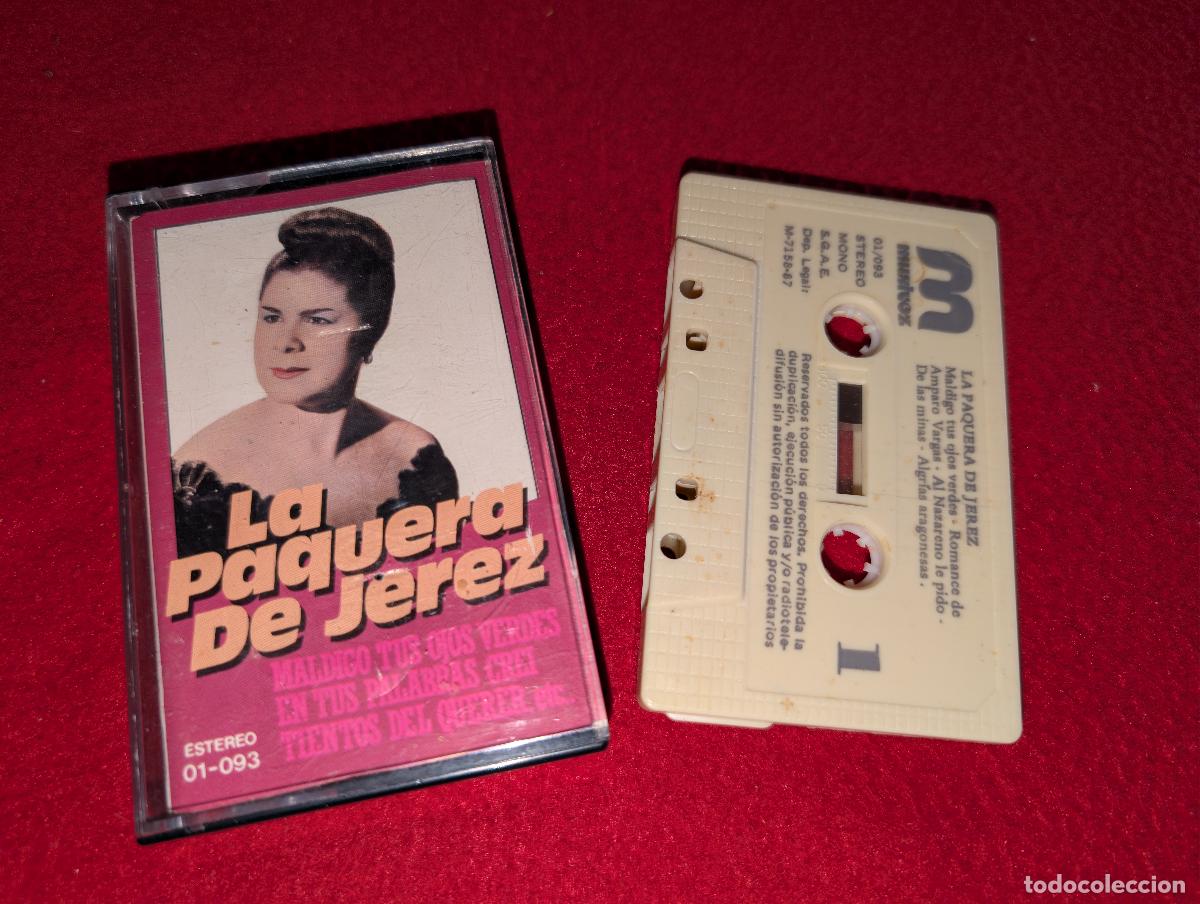 La
Paquera
De Jerez
MALDIGO TUS OJOS VERDES
EN TUS PALABRAS CREI
TIENTOS DEL QUERER etc.
ESTEREO
01-093
M
musivox
01/093
STEREO
MONO
S.G.A.E.
Dep. Legal:
M-7158-87
LA PAQUERA DE JEREZ
Maldigo tus ojos verdes - Romance de
Amparo Vargas - Al Nazareno le pido -
De las minas - Algrías aragonesas .
Reservados todos los derechos. Prohibida la
duplicación, ejecución pública y/o radiotele-
difusión sin autorización de los propietarios
1
todocoleccion